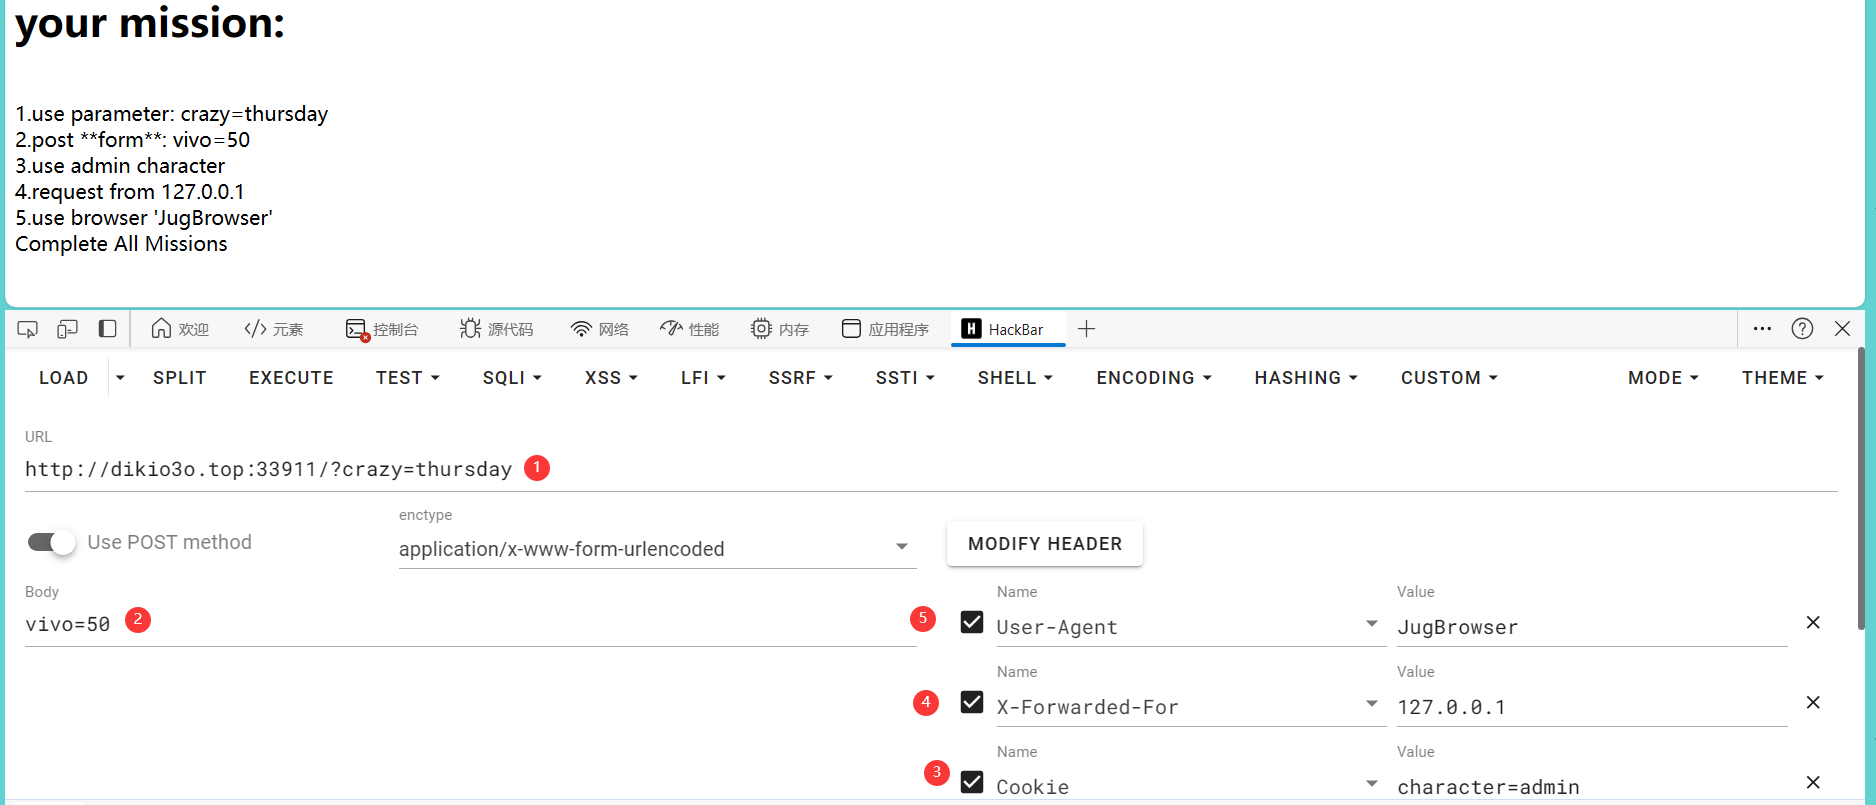 your mission:
1.use parameter: crazy=thursday
2.post **form**: vivo=50
3.use admin character
4.request from 127.0.0.1
5.use browser 'JugBrowser'
Complete All Missions
欢迎 元素 控制台 源代码 网络 性能 内存 应用程序 H HackBar
LOAD SPLIT EXECUTE TEST SQLI XSS LFI SSRF SSTI SHELL ENCODING HASHING CUSTOM MODE THEME
URL
http://dikio3o.top:33911/?crazy=thursday 1
Use POST method
enctype
application/x-www-form-urlencoded
MODIFY HEADER
Body
vivo=50 2
Name Value
5 User-Agent JugBrowser
Name Value
4 X-Forwarded-For 127.0.0.1
Name Value
3 Cookie character=admin